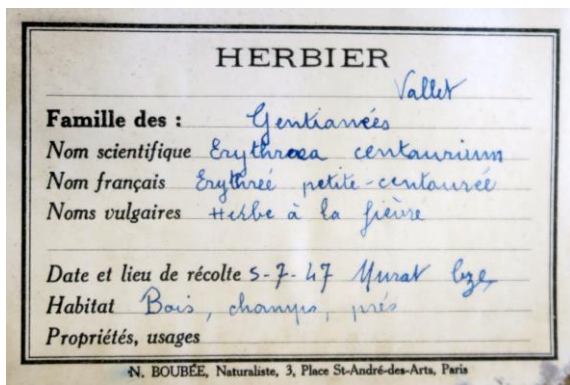 HERBIER
Vallet
Famille des : Gentianées
Nom scientifique Erythraea centaurium
Nom français Erythreé petite-centaureé
Noms vulgaires Herbe à la fièvre
Date et lieu de récolte 5-7-47 Murat
Habitat Bois, champs, prés
Propriétés, usages
N. BOUBÉE, Naturaliste, 3, Place St-André-des-Arts, Paris